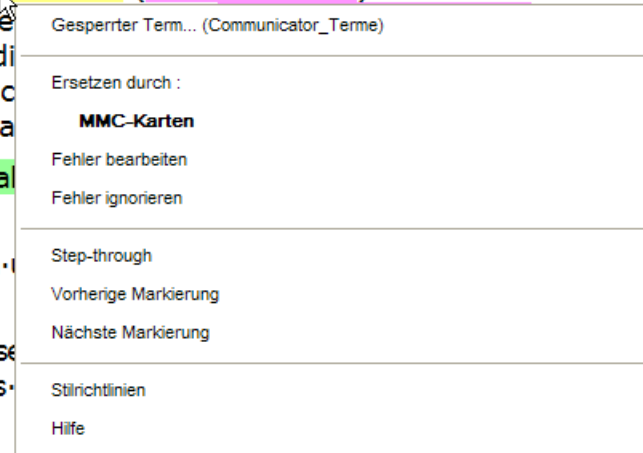 Gesperrter Term... (Communicator_Terme)
Ersetzen durch :
MMC-Karten
Fehler bearbeiten
Fehler ignorieren
Step-through
Vorherige Markierung
Nächste Markierung
Stilrichtlinien
Hilfe